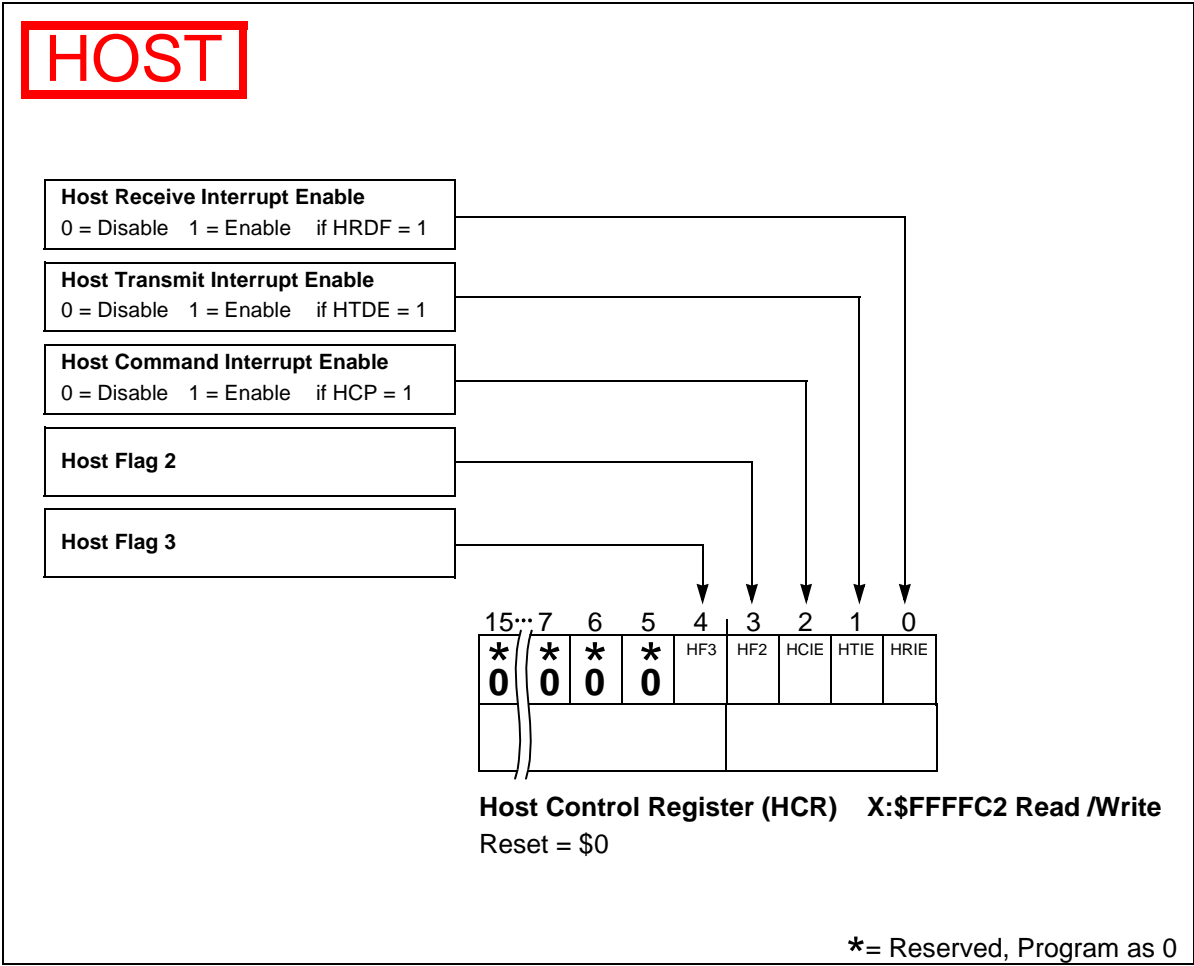 HOST
Host Receive Interrupt Enable
0 = Disable 1 = Enable if HRDF = 1
Host Transmit Interrupt Enable
0 = Disable 1 = Enable if HTDE = 1
Host Command Interrupt Enable
0 = Disable 1 = Enable if HCP = 1
Host Flag 2
Host Flag 3
15 ··· 7 6 5 4 3 2 1 0
* * * * HF3 HF2 HCIE HTIE HRIE
0 0 0 0
Host Control Register (HCR) X:$FFFFC2 Read /Write
Reset = $0
*= Reserved, Program as 0